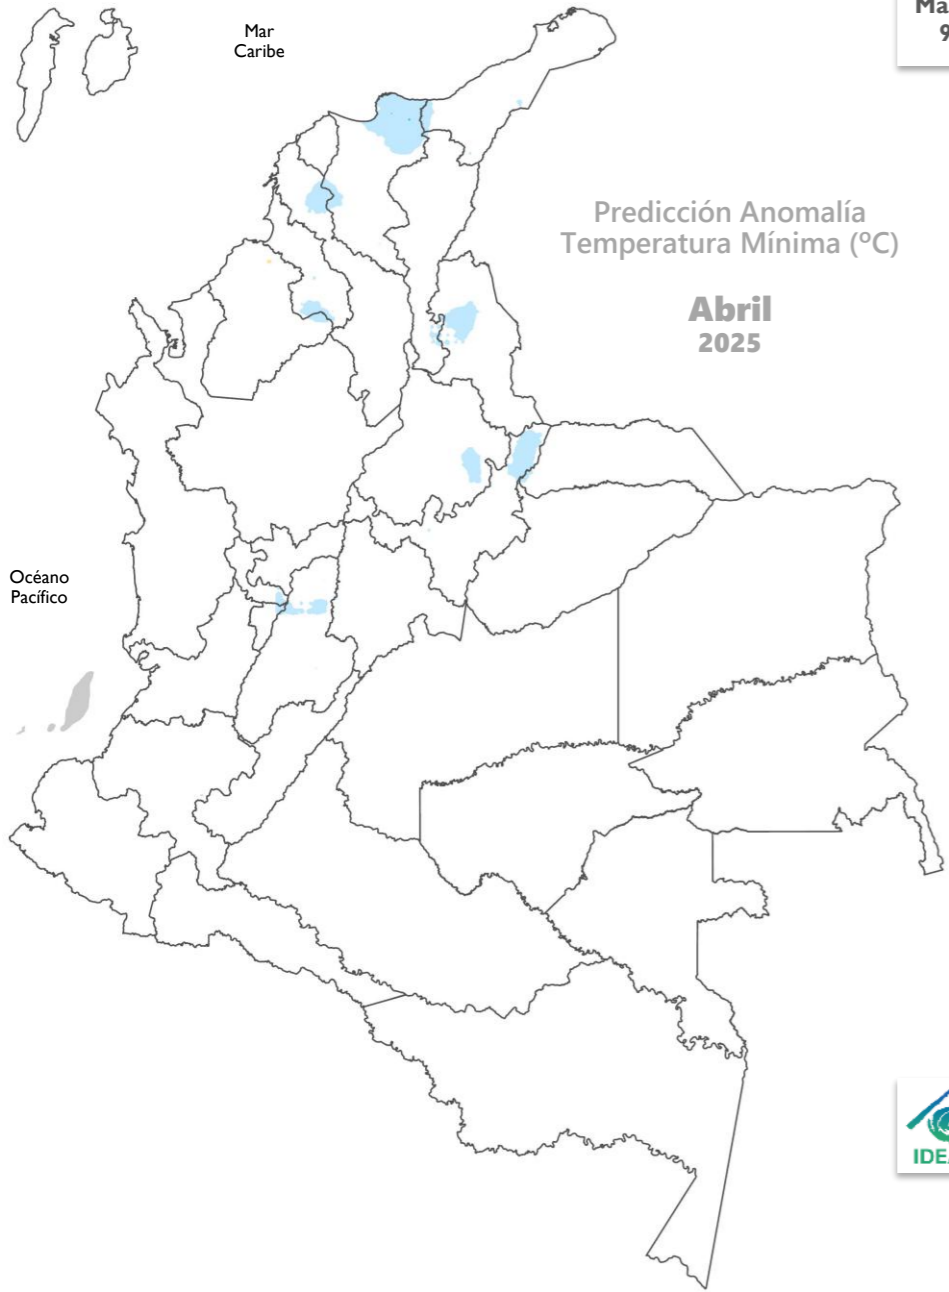 Mar
Caribe
Predicción Anomalía
Temperatura Mínima (ºC)
Abril
2025
Océano
Pacífico